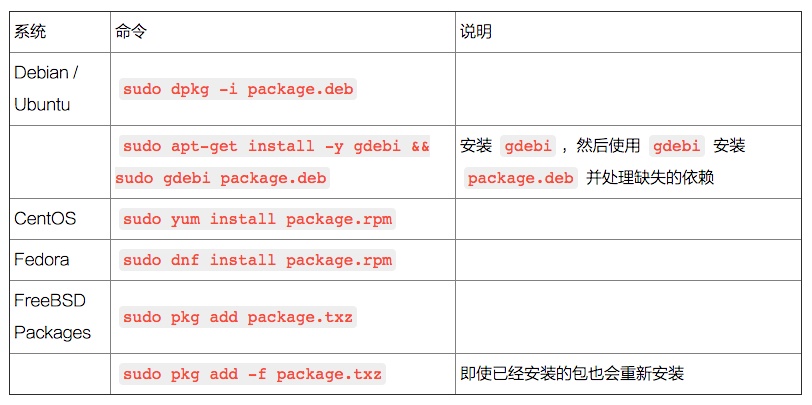 系统 命令 说明
Debian /
Ubuntu
sudo dpkg -i package.deb
sudo apt-get install -y gdebi &&
sudo gdebi package.deb
安装 gdebi ，然后使用 gdebi 安装
package.deb 并处理缺失的依赖
CentOS sudo yum install package.rpm
Fedora sudo dnf install package.rpm
FreeBSD
Packages
sudo pkg add package.txz
sudo pkg add -f package.txz 即使已经安装的包也会重新安装